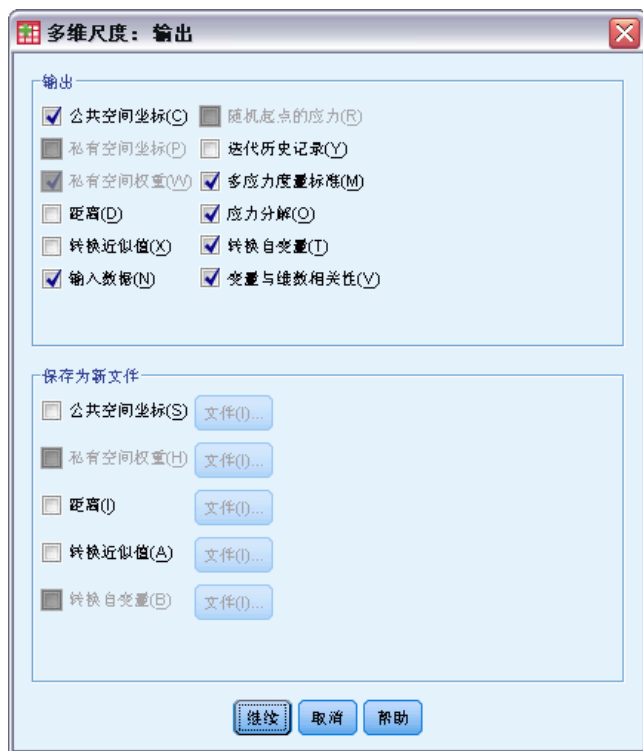 多维尺度：输出
输出
公共空间坐标(C) 随机起点的应力(R)
私有空间坐标(P) 迭代历史记录(Y)
私有空间权重(W) 多应力度量标准(M)
距离(D) 应力分解(O)
转换近似值(X) 转换自变量(T)
输入数据(N) 变量与维数相关性(V)
保存为新文件
公共空间坐标(S) 文件(I)...
私有空间权重(H) 文件(I)...
距离(I) 文件(I)...
转换近似值(A) 文件(I)...
转换自变量(B) 文件(I)...
继续 取消 帮助